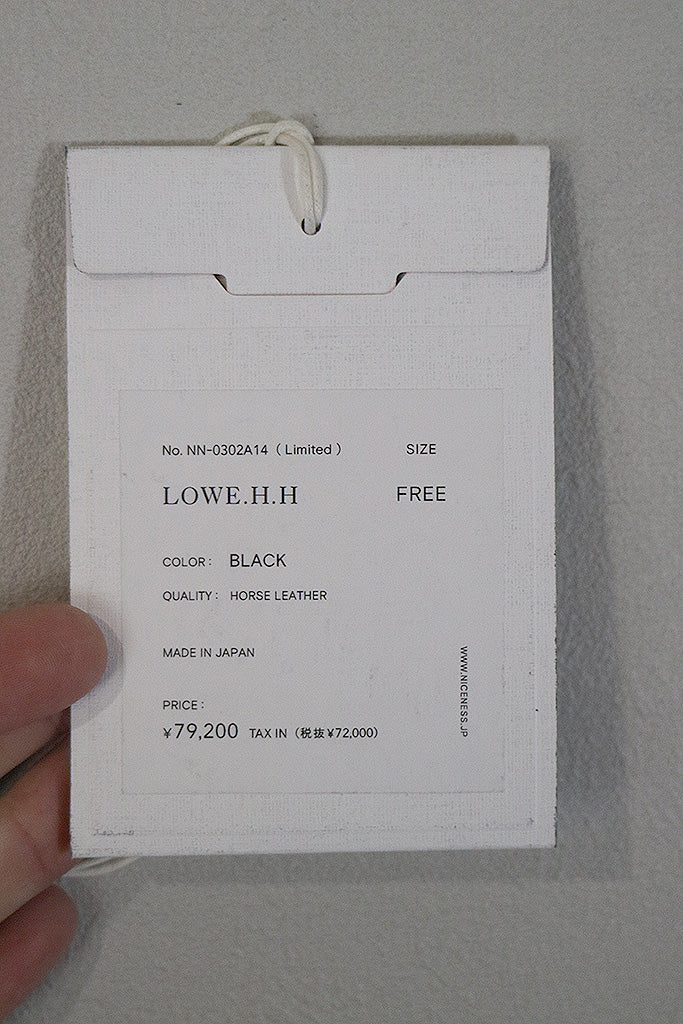 No. NN-0302A14 ( Limited ) SIZE
LOWE.H.H FREE
COLOR : BLACK
QUALITY : HORSE LEATHER
MADE IN JAPAN
WWW.NICENESS.JP
PRICE :
¥79,200 TAX IN (税抜¥72,000)